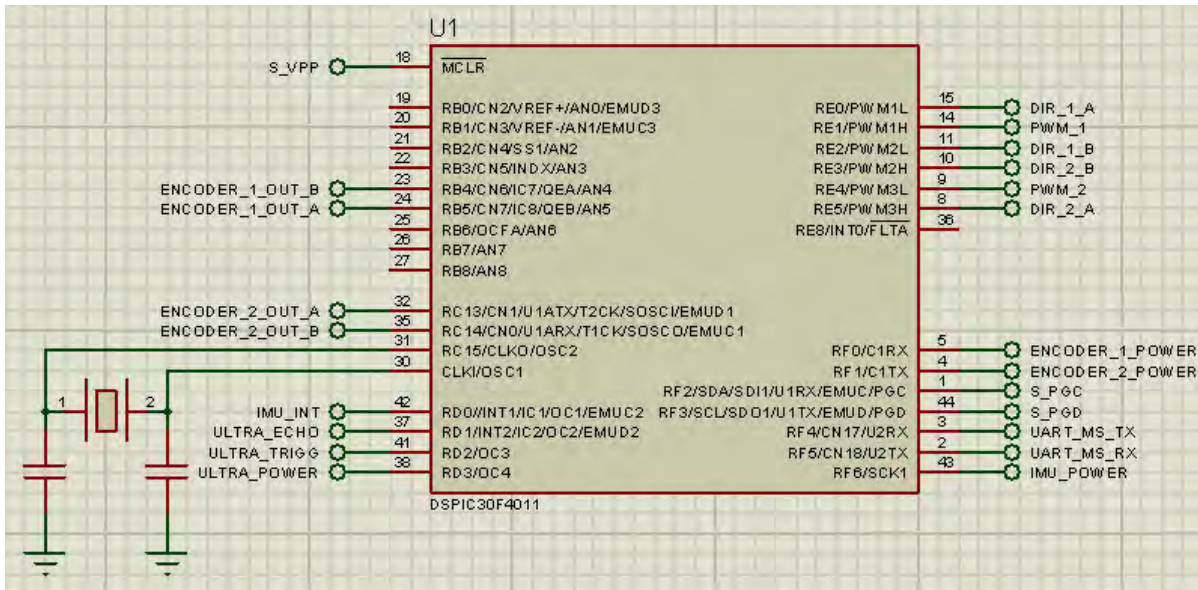 U1
S_VPP 18 MCLR
19 RB0/CN2/VREF+/AN0/EMUD3 RE0/PWM1L 15 DIR_1_A
20 RB1/CN3/VREF-/AN1/EMUC3 RE1/PWM1H 14 PWM_1
21 RB2/CN4/SS1/AN2 RE2/PWM2L 11 DIR_1_B
22 RB3/CN5/INDX/AN3 RE3/PWM2H 10 DIR_2_B
ENCODER_1_OUT_B 23 RB4/CN6/IC7/QEA/AN4 RE4/PWM3L 9 PWM_2
ENCODER_1_OUT_A 24 RB5/CN7/IC8/QEB/AN5 RE5/PWM3H 8 DIR_2_A
25 RB6/OCFA/AN6 RE8/INT0/FLTA 36
26 RB7/AN7
27 RB8/AN8
ENCODER_2_OUT_A 32 RC13/CN1/U1ATX/T2CK/SOSCI/EMUD1
ENCODER_2_OUT_B 35 RC14/CN0/U1ARX/T1CK/SOSCO/EMUC1
31 RC15/CLKO/OSC2 RF0/C1RX 5 ENCODER_1_POWER
30 CLKI/OSC1 RF1/C1TX 4 ENCODER_2_POWER
RF2/SDA/SDI1/U1RX/EMUC/PGC 1 S_PGC
1 2
IMU_INT 42 RD0//INT1/IC1/OC1/EMUC2 RF3/SCL/SDO1/U1TX/EMUD/PGD 44 S_PGD
ULTRA_ECHO 37 RD1/INT2/IC2/OC2/EMUD2 RF4/CN17/U2RX 3 UART_MS_TX
ULTRA_TRIGG 41 RD2/OC3 RF5/CN18/U2TX 2 UART_MS_RX
ULTRA_POWER 38 RD3/OC4 RF6/SCK1 43 IMU_POWER
DSPIC30F4011